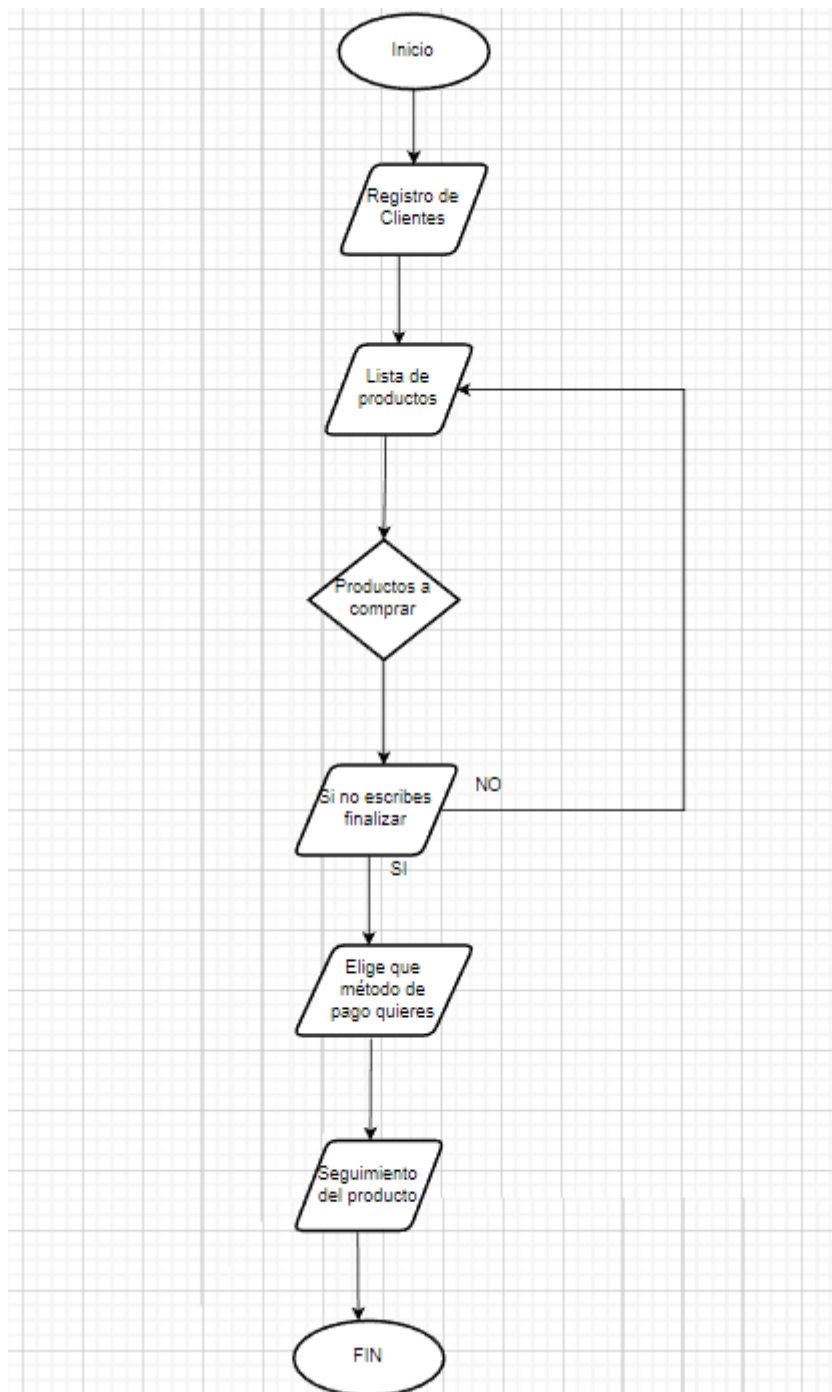 Inicio
Registro de
Clientes
Lista de
productos
Productos a
comprar
Si no escribes
finalizar
NO
SI
Elige que
método de
pago quieres
Seguimiento
del producto
FIN